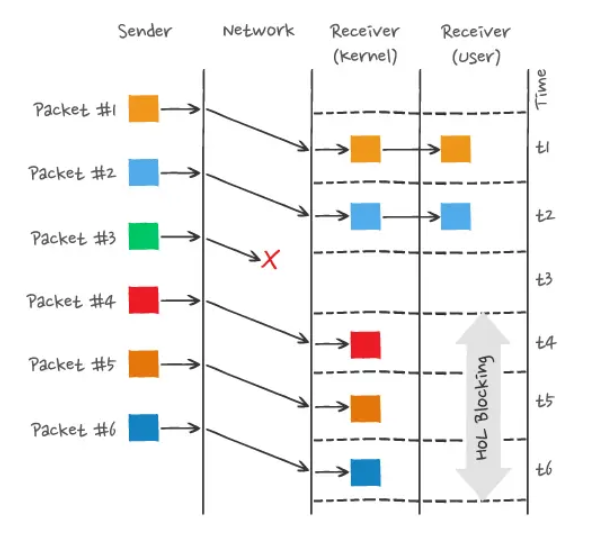 Sender
Network
Receiver
(kernel)
Receiver
(user)
Time
Packet #1
t1
Packet #2
t2
Packet #3
t3
Packet #4
t4
Packet #5
t5
Packet #6
t6
HoL Blocking